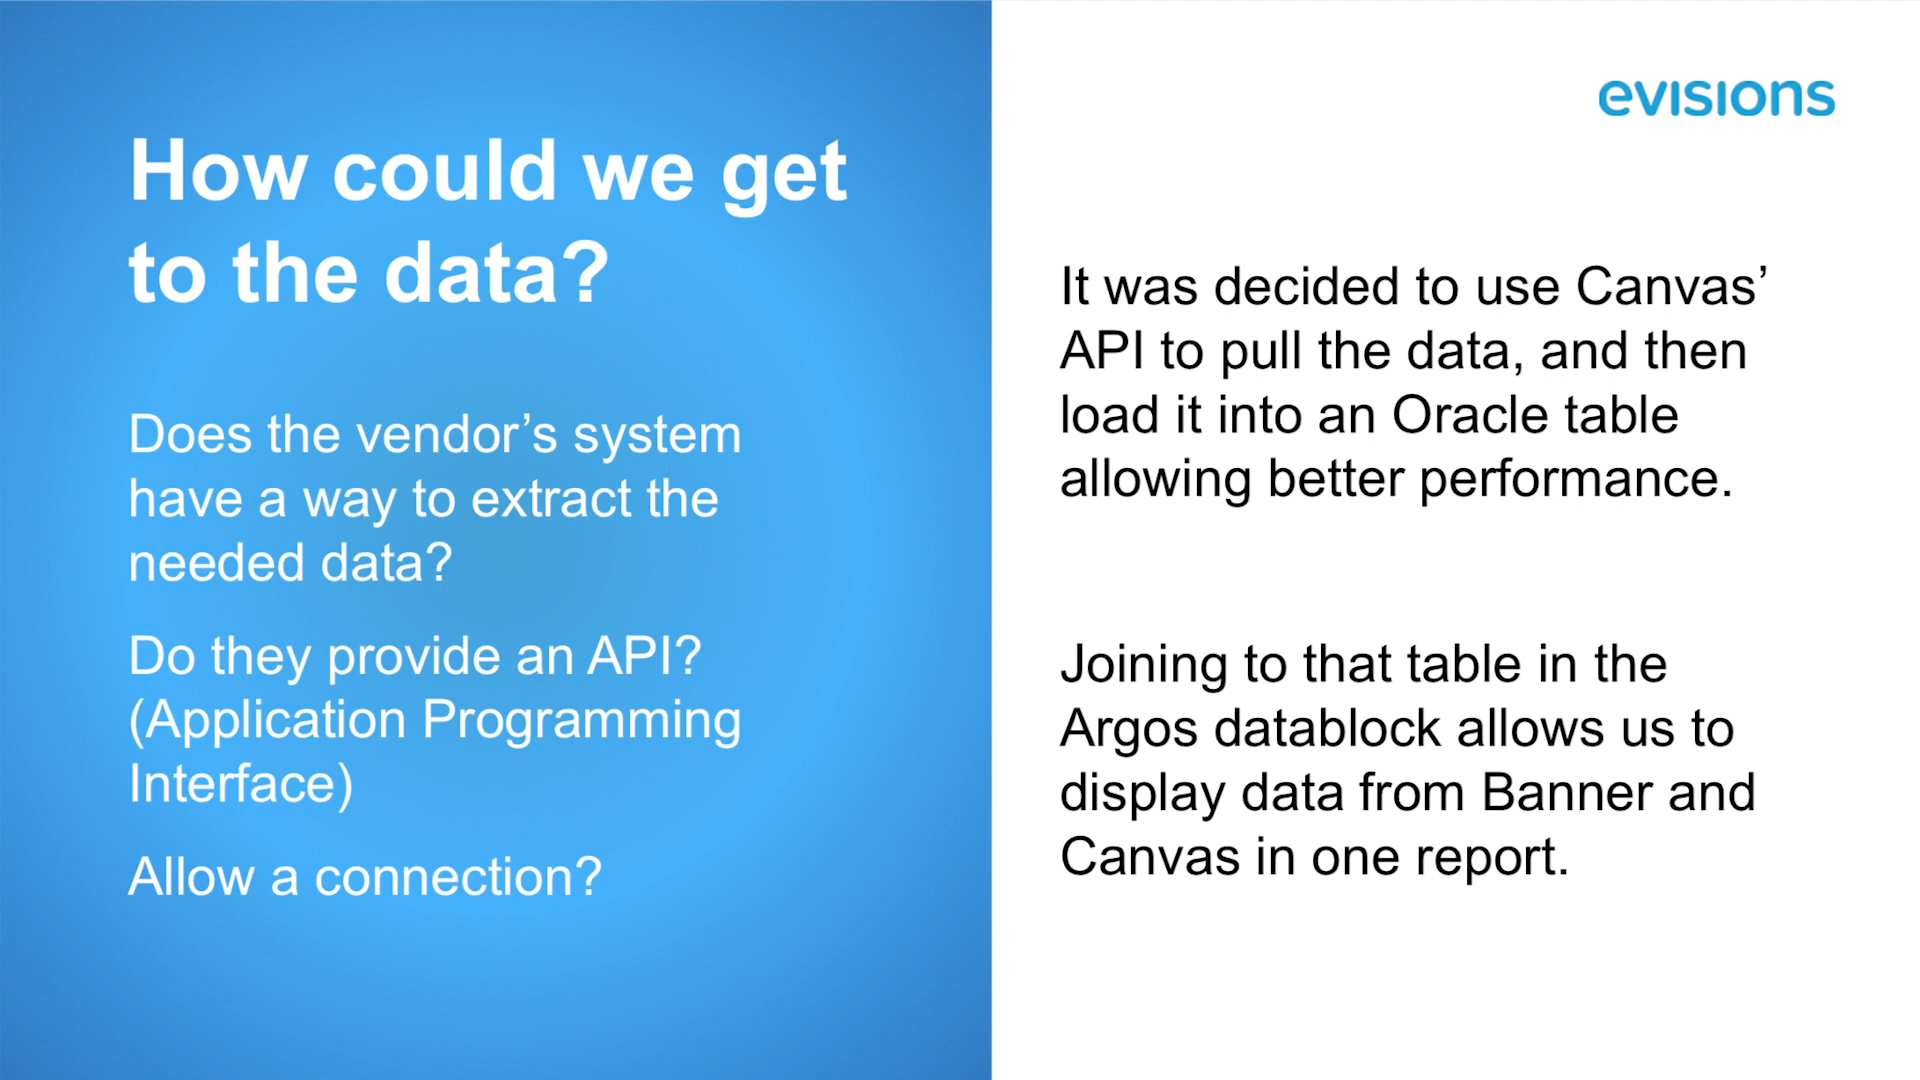 How could we get
to the data?
Does the vendor’s system
have a way to extract the
needed data?
Do they provide an API?
(Application Programming
Interface)
Allow a connection?
evisions
It was decided to use Canvas’
API to pull the data, and then
load it into an Oracle table
allowing better performance.
Joining to that table in the
Argos datablock allows us to
display data from Banner and
Canvas in one report.